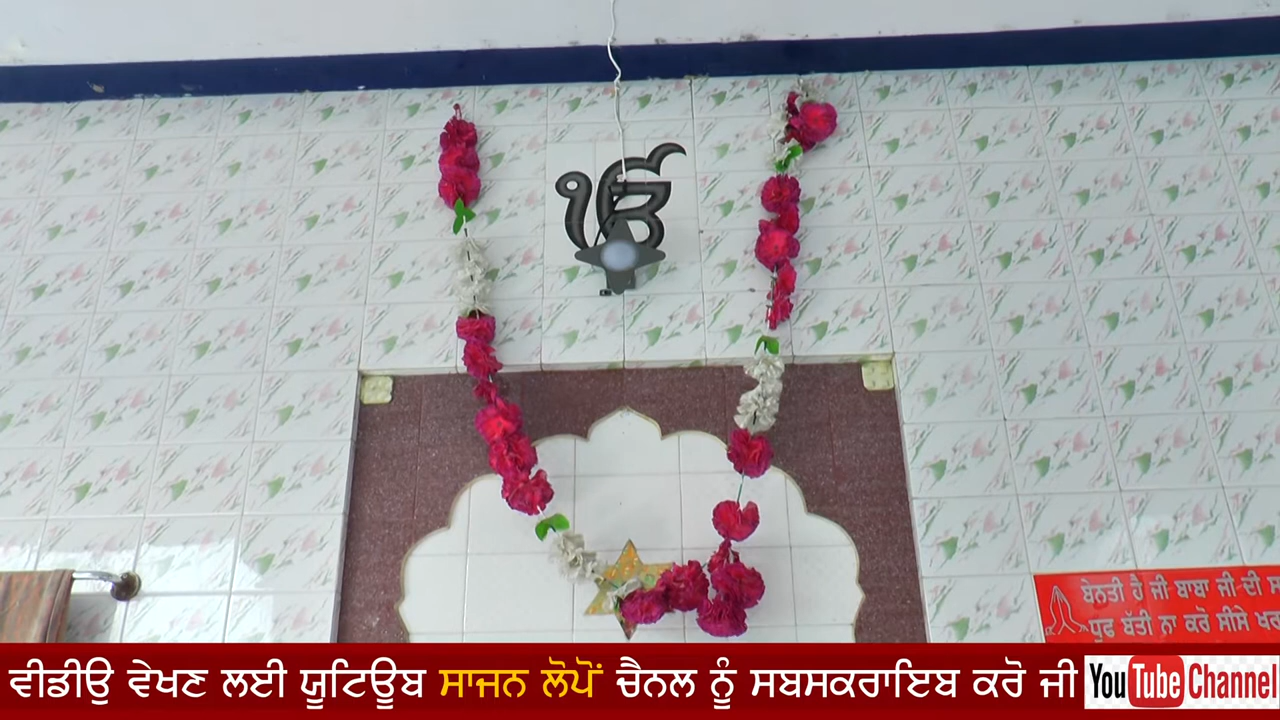 ੴ
ਬੇਨਤੀ ਹੈ ਜੀ ਬਾਬਾ ਜੀ ਦੀ
ਧੂਫ ਬੱਤੀ ਨਾ ਕਰੋ ਸੀਸੇ
ਵੀਡੀਉ ਵੇਖਣ ਲਈ ਯੂਟਿਊਬ ਸਾਜਨ ਲੋਪੋਂ ਚੈਨਲ ਨੂੰ ਸਬਸਕਰਾਇਬ ਕਰੋ ਜੀ YouTube Channel